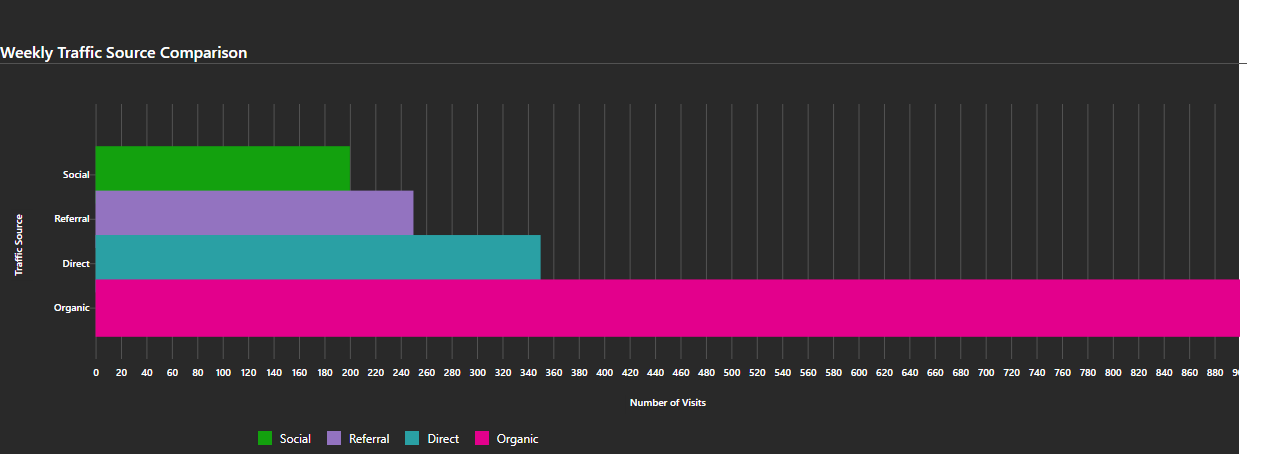 Weekly Traffic Source Comparison
Social
Referral
Direct
Organic
Traffic Source
0 20 40 60 80 100 120 140 160 180 200 220 240 260 280 300 320 340 360 380 400 420 440 460 480 500 520 540 560 580 600 620 640 660 680 700 720 740 760 780 800 820 840 860 880
Number of Visits
Social Referral Direct Organic